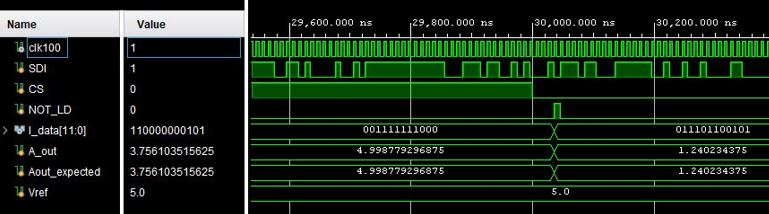 Name Value 29,600.000 ns 29,800.000 ns 30,000.000 ns 30,200.000 ns
clk100 1
SDI 1
CS 0
NOT_LD 0
I_data[11:0] 110000000101 001111111000 011101100101
A_out 3.756103515625 4.998779296875 1.240234375
Aout_expected 3.756103515625 4.998779296875 1.240234375
Vref 5.0 5.0